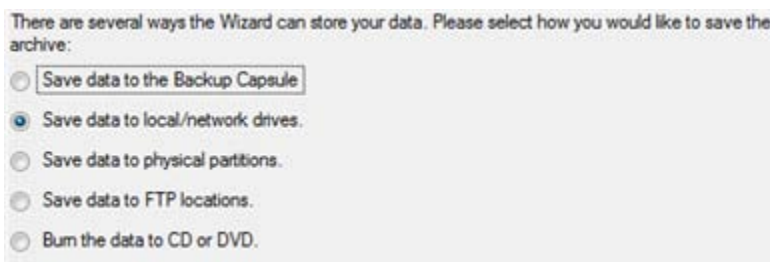 There are several ways the Wizard can store your data. Please select how you would like to save the
archive:
Save data to the Backup Capsule
Save data to local/network drives.
Save data to physical partitions.
Save data to FTP locations.
Burn the data to CD or DVD.